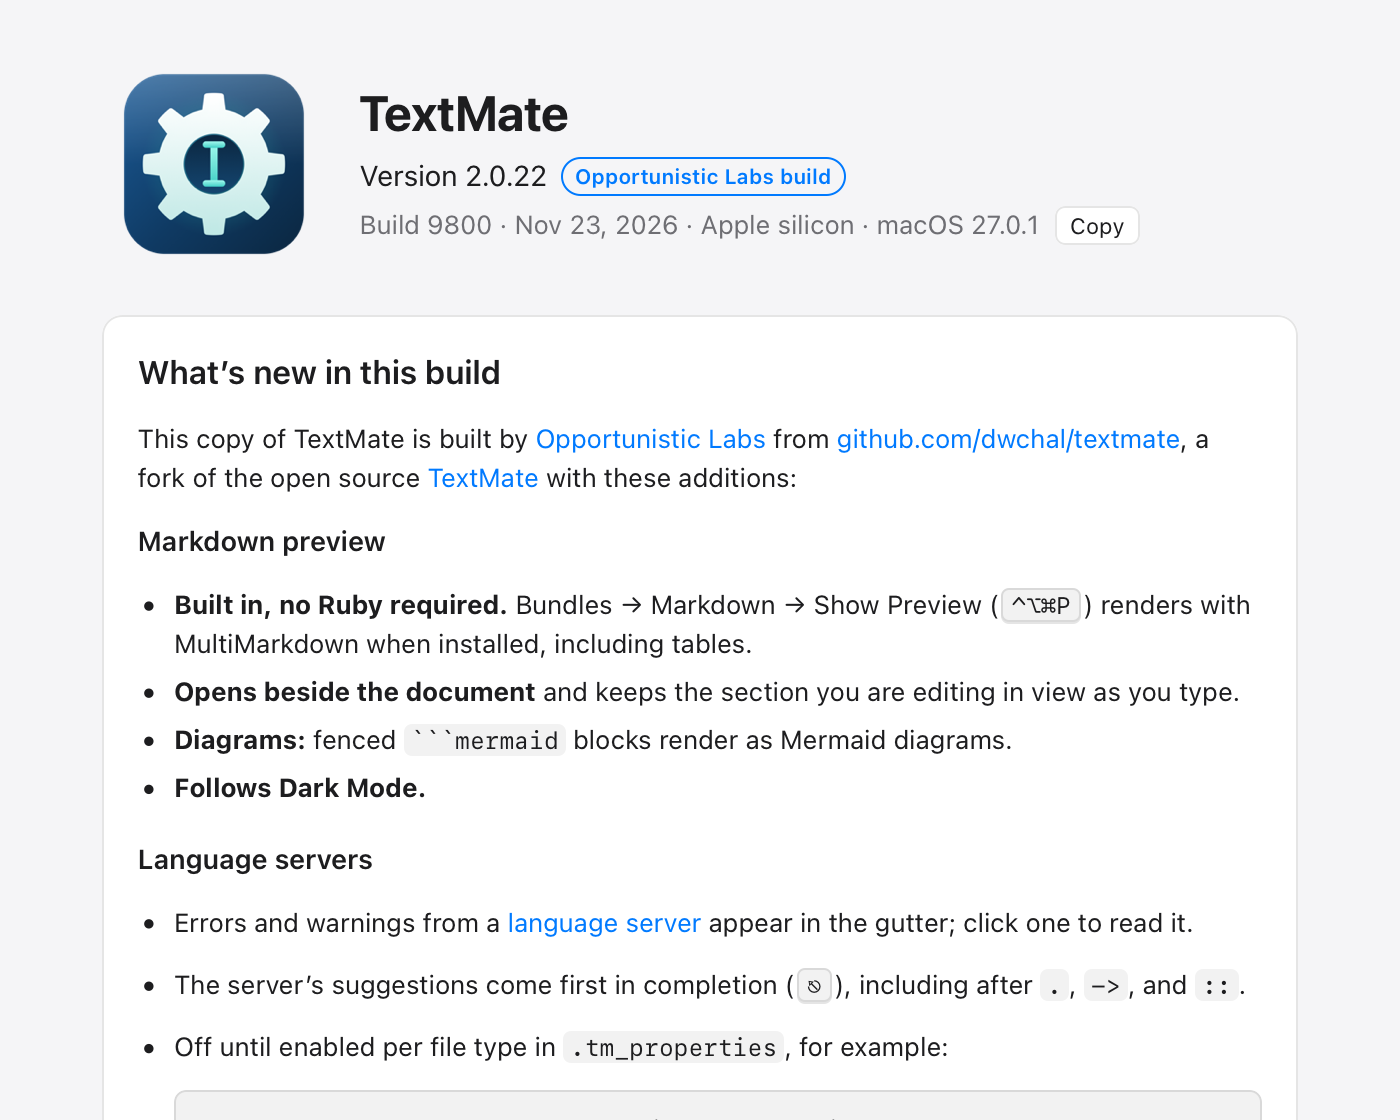 TextMate
Version 2.0.22 Opportunistic Labs build
Build 9800 · Nov 23, 2026 · Apple silicon · macOS 27.0.1 Copy
What’s new in this build
This copy of TextMate is built by Opportunistic Labs from github.com/dwchal/textmate, a
fork of the open source TextMate with these additions:
Markdown preview
• Built in, no Ruby required. Bundles → Markdown → Show Preview (^⌥⌘P) renders with
MultiMarkdown when installed, including tables.
• Opens beside the document and keeps the section you are editing in view as you type.
• Diagrams: fenced ```mermaid blocks render as Mermaid diagrams.
• Follows Dark Mode.
Language servers
• Errors and warnings from a language server appear in the gutter; click one to read it.
• The server’s suggestions come first in completion (⎋), including after ., ->, and ::.
• Off until enabled per file type in .tm_properties, for example: